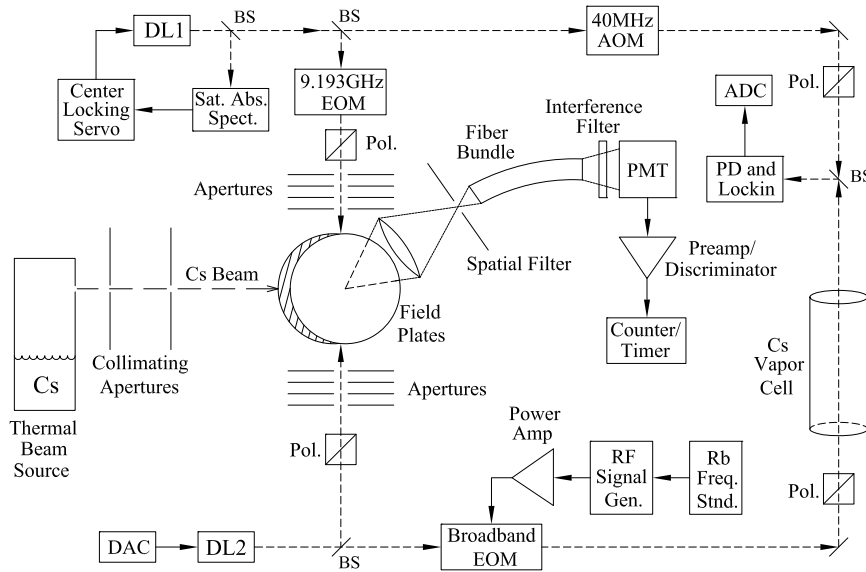 BS
BS
DL1
40MHz
AOM
Center
Locking
Servo
Sat. Abs.
Spect.
9.193GHz
EOM
Pol.
Interference
Filter
Fiber
Bundle
PMT
ADC
Pol.
PD and
Lockin
BS
Apertures
Cs Beam
Spatial Filter
Preamp/
Discriminator
Field
Plates
Counter/
Timer
Collimating
Apertures
Cs
Thermal
Beam
Source
Apertures
Cs
Vapor
Cell
Power
Amp
Pol.
RF
Signal
Gen.
Rb
Freq.
Stnd.
Pol.
DAC
DL2
BS
Broadband
EOM